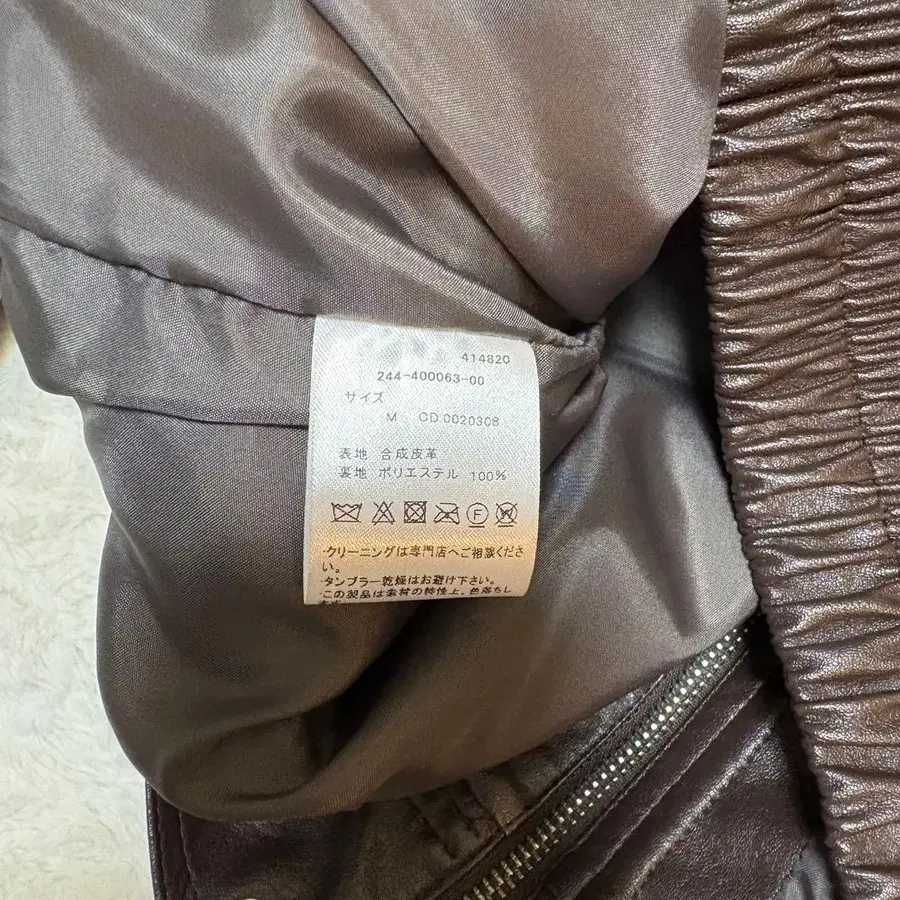 414820
244-400063-00
サイズ
M CD.0020308
表地 合成皮革
裏地 ポリエステル 100%
F
・クリーニングは専門店へご相談くださ
い。
・タンブラー乾燥はお避け下さい。
・この製品は素材の特性上、色落ちし
ます